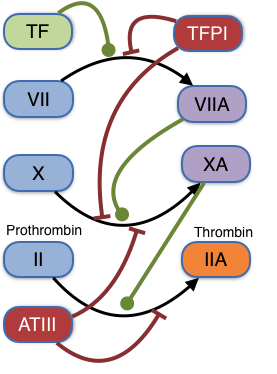 TF
TFPI
VII
VIIA
X
XA
Prothrombin
Thrombin
II
IIA
ATIII